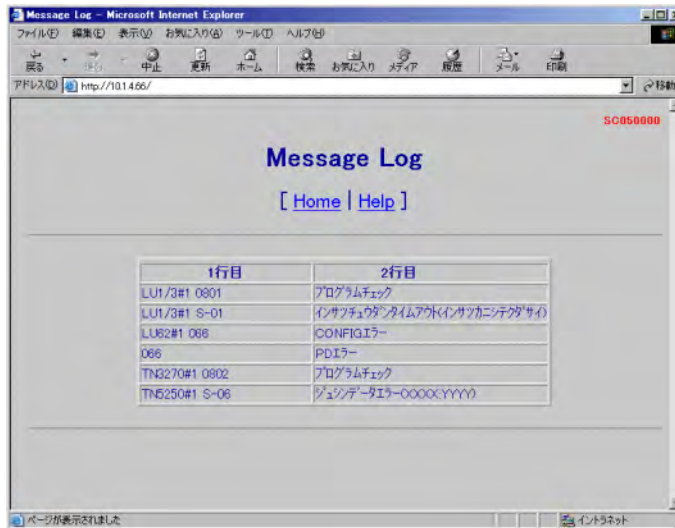 Message Log - Microsoft Internet Explorer
ファイル(F) 編集(E) 表示(V) お気に入り(A) ツール(T) ヘルプ(H)
戻る 中止 更新 ホーム 検索 お気に入り メディア 履歴 メール 印刷
アドレス(D) http://10.1.4.66/ 移動
SC050000
Message Log
[ Home | Help ]
1行目 2行目
LU1/3#1 0801 プログラムチェック
LU1/3#1 S-01 インサツチュウダンタイムアウト(インサツカニシテクダサイ)
LU62#1 066 CONFIGエラー
066 PDエラー
TN3270#1 0802 プログラムチェック
TN5250#1 S-06 ジュシンデータエラー(XXXX:YYYY)
ページが表示されました イントラネット